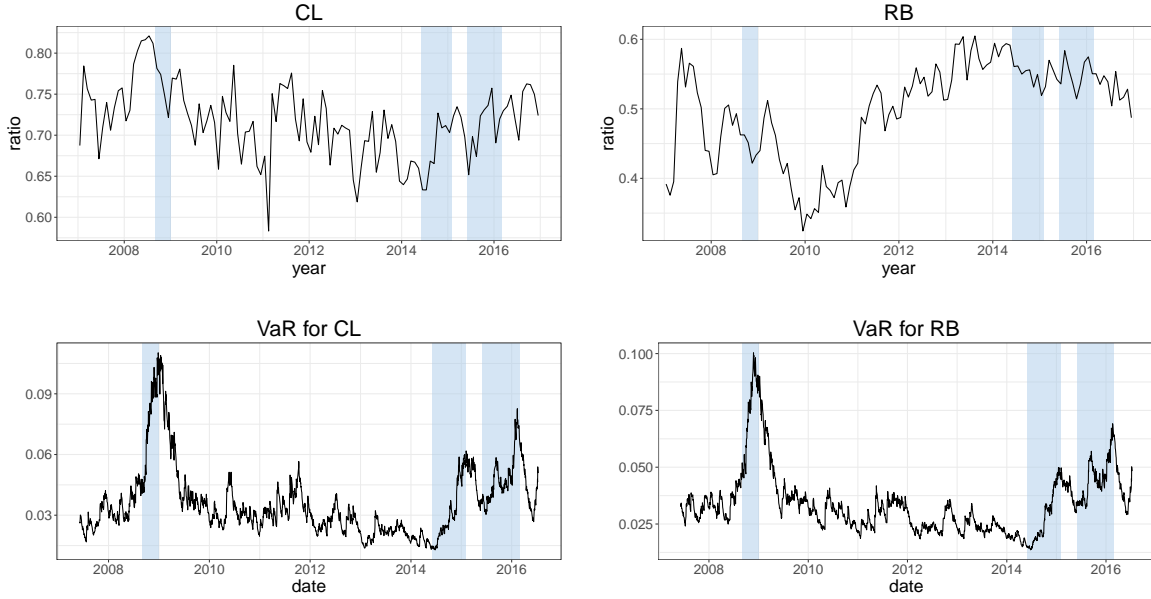 CL
ratio
0.80
0.75
0.70
0.65
0.60
2008 2010 2012 2014 2016
year
RB
ratio
0.6
0.5
0.4
2008 2010 2012 2014 2016
year
VaR for CL
0.09
0.06
0.03
2008 2010 2012 2014 2016
date
VaR for RB
0.100
0.075
0.050
0.025
2008 2010 2012 2014 2016
date